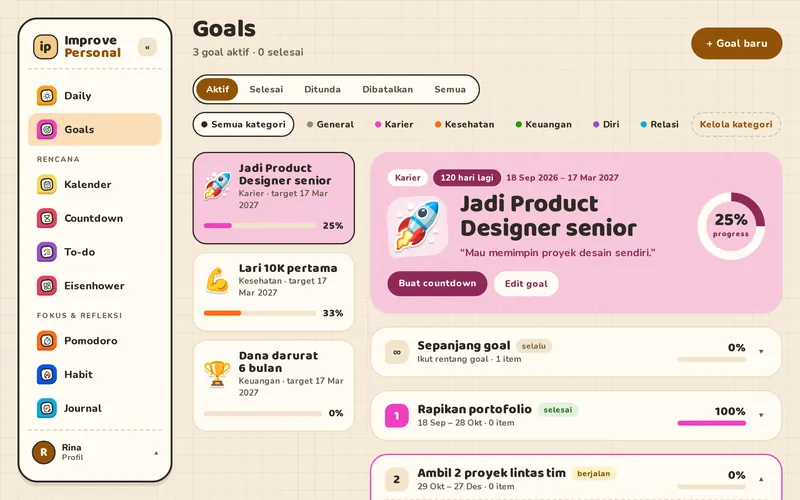 ip
Improve
Personal
«
Daily
Goals
RENCANA
Kalender
Countdown
To-do
Eisenhower
FOKUS & REFLEKSI
Pomodoro
Habit
Journal
R
Rina
Profil
Goals
3 goal aktif · 0 selesai
+ Goal baru
Aktif
Selesai
Ditunda
Dibatalkan
Semua
Semua kategori
General
Karier
Kesehatan
Keuangan
Diri
Relasi
Kelola kategori
Jadi Product
Designer senior
Karier · target 17 Mar
2027
25%
Lari 10K pertama
Kesehatan · target 17
Mar 2027
33%
Dana darurat
6 bulan
Keuangan · target 17 Mar
2027
0%
Karier
120 hari lagi
18 Sep 2026 – 17 Mar 2027
Jadi Product
Designer senior
"Mau memimpin proyek desain sendiri."
25%
progress
Buat countdown
Edit goal
∞
Sepanjang goal
selalu
Ikut rentang goal · 1 item
0%
1
Rapikan portofolio
selesai
18 Sep – 28 Okt · 0 item
100%
2
Ambil 2 proyek lintas tim
berjalan
29 Okt – 27 Des · 0 item
0%